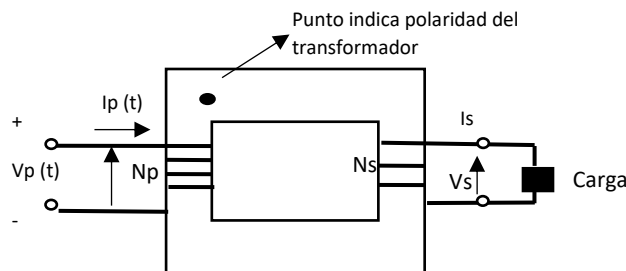 Punto indica polaridad del
transformador
Ip (t)
+
Is
Vp (t)
Np
Ns
Vs
Carga
-